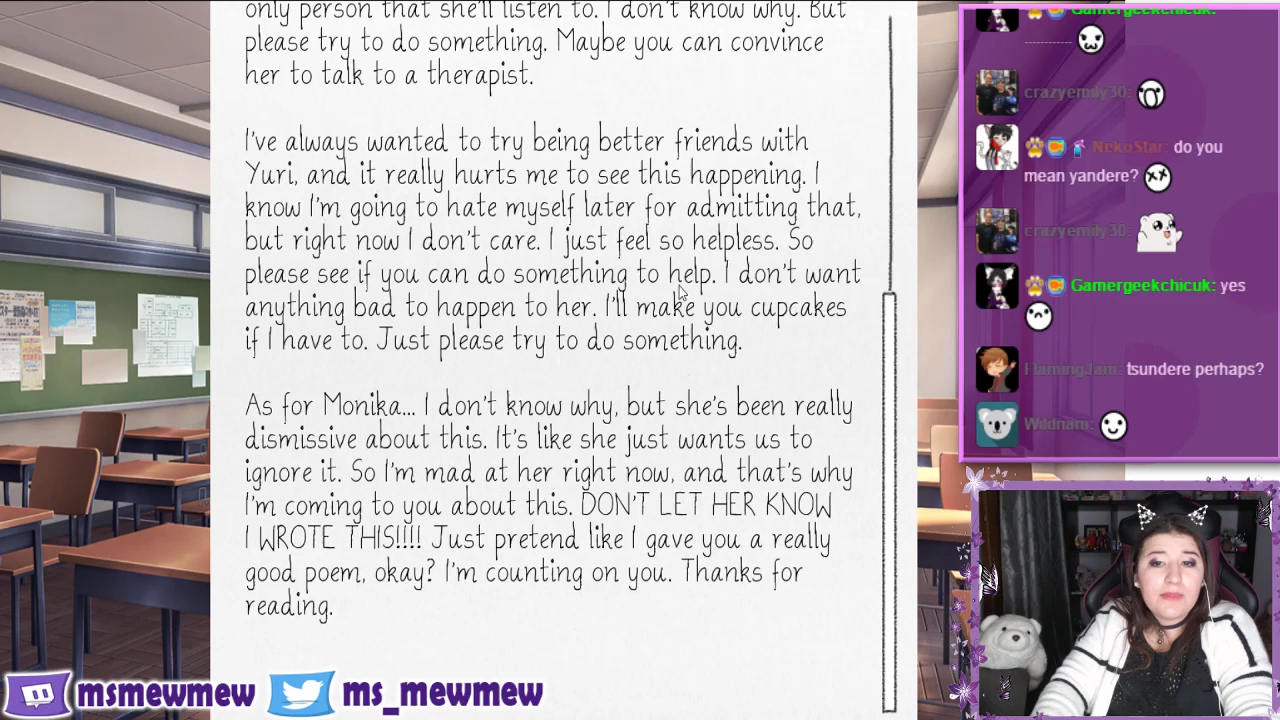 only person that she'll listen to. I don't know why. But
please try to do something. Maybe you can convince
her to talk to a therapist.
I've always wanted to try being better friends with
Yuri, and it really hurts me to see this happening. I
know I'm going to hate myself later for admitting that,
but right now I don't care. I just feel so helpless. So
please see if you can do something to help. I don't want
anything bad to happen to her. I'll make you cupcakes
if I have to. Just please try to do something.
As for Monika... I don't know why, but she's been really
dismissive about this. It's like she just wants us to
ignore it. So I'm mad at her right now, and that's why
I'm coming to you about this. DON'T LET HER KNOW
I WROTE THIS!!!! Just pretend like I gave you a really
good poem, okay? I'm counting on you. Thanks for
reading.
Gamergeekchicuk:
------------
crazyemily30:
NekoStar: do you
mean yandere?
crazyemily30:
Gamergeekchicuk: yes
FlamingJam: tsundere perhaps?
Wildnam:
msmewmew
ms_mewmew